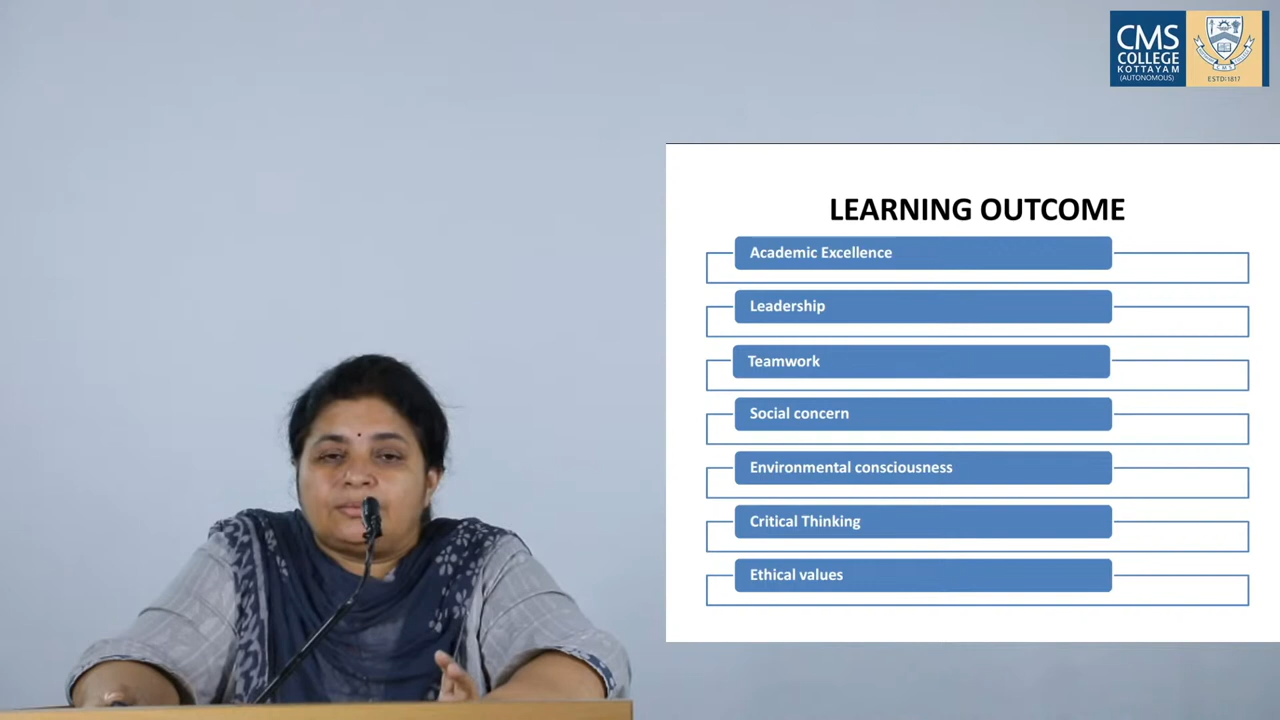 CMS
COLLEGE
KOTTAYAM
(AUTONOMOUS)
ESTD:1817
LEARNING OUTCOME
Academic Excellence
Leadership
Teamwork
Social concern
Environmental consciousness
Critical Thinking
Ethical values